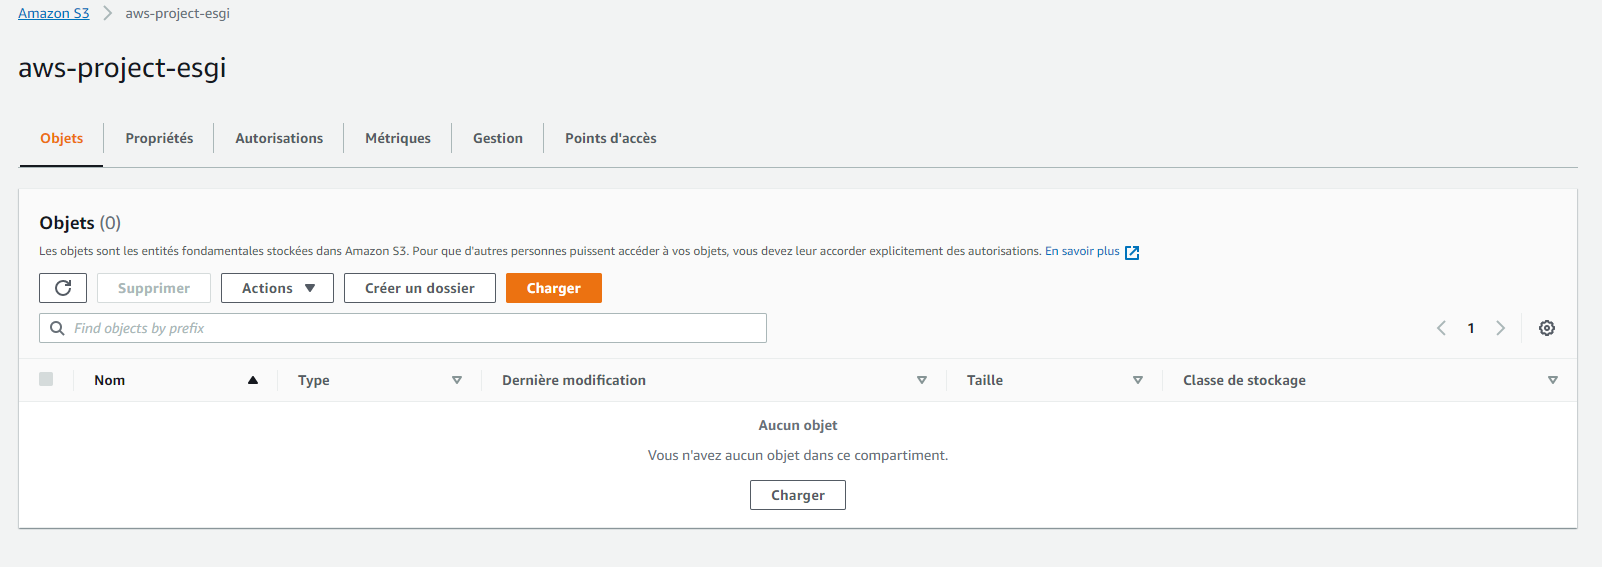 Amazon S3 > aws-project-esgi
aws-project-esgi
Objets Propriétés Autorisations Métriques Gestion Points d'accès
Objets (0)
Les objets sont les entités fondamentales stockées dans Amazon S3. Pour que d'autres personnes puissent accéder à vos objets, vous devez leur accorder explicitement des autorisations. En savoir plus
Supprimer Actions Créer un dossier Charger
Find objects by prefix 1
Nom Type Dernière modification Taille Classe de stockage
Aucun objet
Vous n'avez aucun objet dans ce compartiment.
Charger